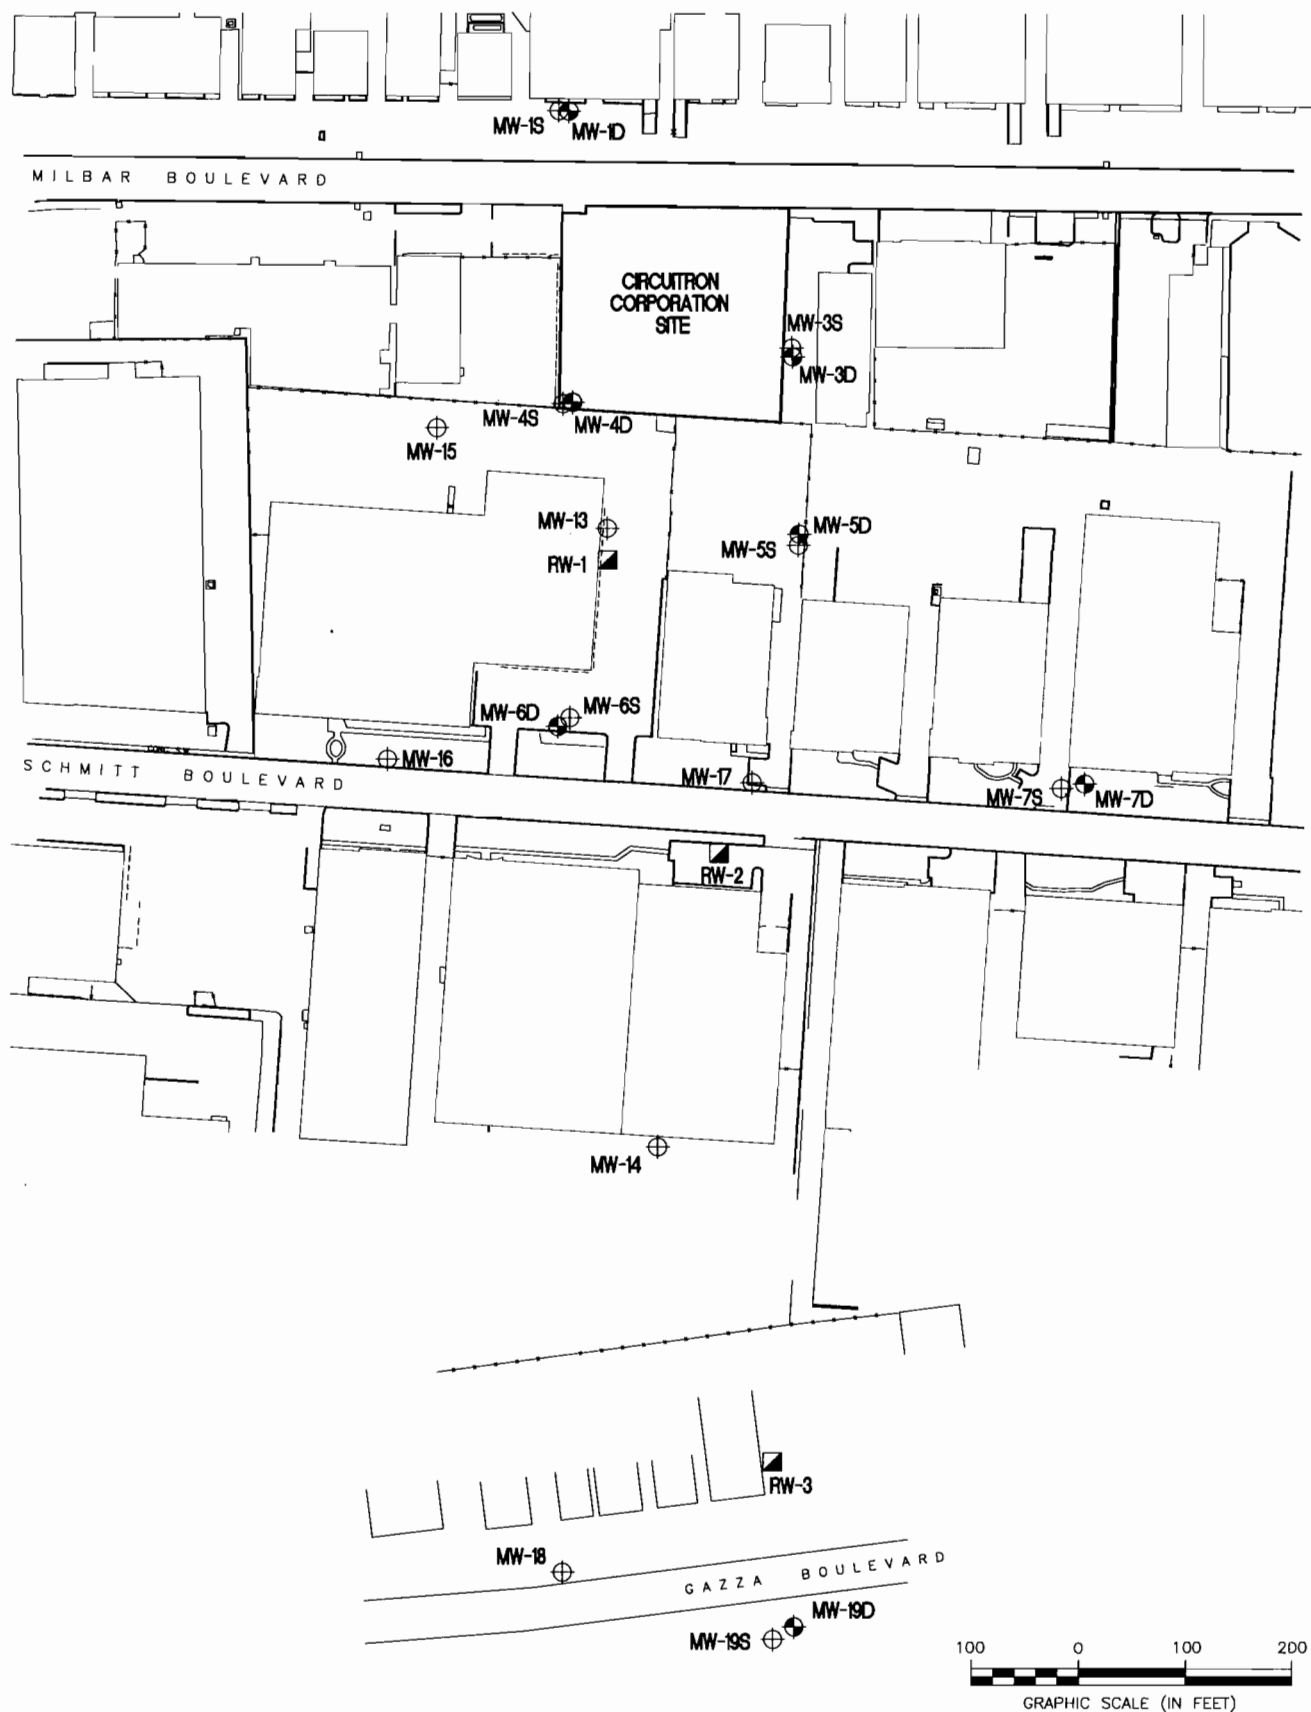 MW-1S
MW-1D
MILBAR BOULEVARD
CIRCUITRON
CORPORATION
SITE
MW-3S
MW-3D
MW-4S
MW-4D
MW-15
MW-13
MW-5D
MW-5S
RW-1
MW-6D
MW-6S
MW-16
SCHMITT BOULEVARD
MW-17
MW-7S
MW-7D
RW-2
MW-14
RW-3
MW-18
GAZZA BOULEVARD
MW-19D
MW-19S
100 0 100 200
GRAPHIC SCALE (IN FEET)